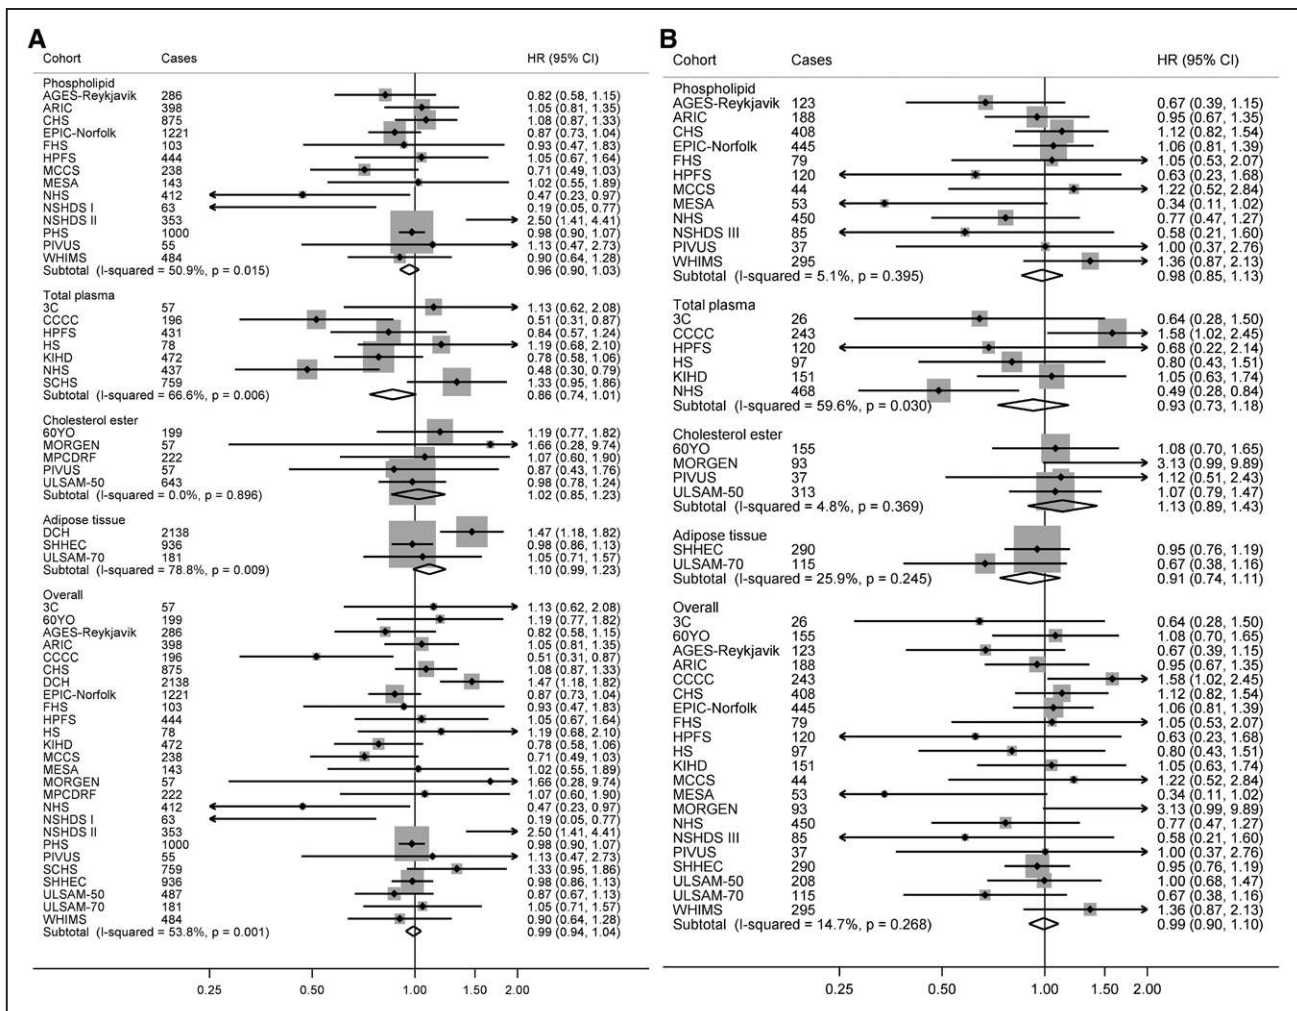 A
Cohort Cases HR (95% CI)
Phospholipid
AGES-Reykjavik 286 0.82 (0.58, 1.15)
ARIC 398 1.05 (0.81, 1.35)
CHS 875 1.08 (0.87, 1.33)
EPIC-Norfolk 1221 0.87 (0.73, 1.04)
FHS 103 0.93 (0.47, 1.83)
HPFS 444 1.05 (0.67, 1.64)
MCCS 238 0.71 (0.49, 1.03)
MESA 143 1.02 (0.55, 1.89)
NHS 412 0.47 (0.23, 0.97)
NSHDS I 63 0.19 (0.05, 0.77)
NSHDS II 353 2.50 (1.41, 4.41)
PHS 1000 0.98 (0.90, 1.07)
PIVUS 55 1.13 (0.47, 2.73)
WHIMS 484 0.90 (0.64, 1.28)
Subtotal (I-squared = 50.9%, p = 0.015) 0.96 (0.90, 1.03)
Total plasma
3C 57 1.13 (0.62, 2.08)
CCCC 196 0.51 (0.31, 0.87)
HPFS 431 0.84 (0.57, 1.24)
HS 78 1.19 (0.68, 2.10)
KIHD 472 0.78 (0.58, 1.06)
NHS 437 0.48 (0.30, 0.79)
SCHS 759 1.33 (0.95, 1.86)
Subtotal (I-squared = 66.6%, p = 0.006) 0.86 (0.74, 1.01)
Cholesterol ester
60YO 199 1.19 (0.77, 1.82)
MORGEN 57 1.66 (0.28, 9.74)
MPCDRF 222 1.07 (0.60, 1.90)
PIVUS 57 0.87 (0.43, 1.76)
ULSAM-50 643 0.98 (0.78, 1.24)
Subtotal (I-squared = 0.0%, p = 0.896) 1.02 (0.85, 1.23)
Adipose tissue
DCH 2138 1.47 (1.18, 1.82)
SHHEC 936 0.98 (0.86, 1.13)
ULSAM-70 181 1.05 (0.71, 1.57)
Subtotal (I-squared = 78.8%, p = 0.009) 1.10 (0.99, 1.23)
Overall
3C 57 1.13 (0.62, 2.08)
60YO 199 1.19 (0.77, 1.82)
AGES-Reykjavik 286 0.82 (0.58, 1.15)
ARIC 398 1.05 (0.81, 1.35)
CCCC 196 0.51 (0.31, 0.87)
CHS 875 1.08 (0.87, 1.33)
DCH 2138 1.47 (1.18, 1.82)
EPIC-Norfolk 1221 0.87 (0.73, 1.04)
FHS 103 0.93 (0.47, 1.83)
HPFS 444 1.05 (0.67, 1.64)
HS 78 1.19 (0.68, 2.10)
KIHD 472 0.78 (0.58, 1.06)
MCCS 238 0.71 (0.49, 1.03)
MESA 143 1.02 (0.55, 1.89)
MORGEN 57 1.66 (0.28, 9.74)
MPCDRF 222 1.07 (0.60, 1.90)
NHS 412 0.47 (0.23, 0.97)
NSHDS I 63 0.19 (0.05, 0.77)
NSHDS II 353 2.50 (1.41, 4.41)
PHS 1000 0.98 (0.90, 1.07)
PIVUS 55 1.13 (0.47, 2.73)
SCHS 759 1.33 (0.95, 1.86)
SHHEC 936 0.98 (0.86, 1.13)
ULSAM-50 487 0.87 (0.67, 1.13)
ULSAM-70 181 1.05 (0.71, 1.57)
WHIMS 484 0.90 (0.64, 1.28)
Subtotal (I-squared = 53.8%, p = 0.001) 0.99 (0.94, 1.04)
0.25 0.50 1.00 1.50 2.00
B
Cohort Cases HR (95% CI)
Phospholipid
AGES-Reykjavik 123 0.67 (0.39, 1.15)
ARIC 188 0.95 (0.67, 1.35)
CHS 408 1.12 (0.82, 1.54)
EPIC-Norfolk 445 1.06 (0.81, 1.39)
FHS 79 1.05 (0.53, 2.07)
HPFS 120 0.63 (0.23, 1.68)
MCCS 44 1.22 (0.52, 2.84)
MESA 53 0.34 (0.11, 1.02)
NHS 450 0.77 (0.47, 1.27)
NSHDS III 85 0.58 (0.21, 1.60)
PIVUS 37 1.00 (0.37, 2.76)
WHIMS 295 1.36 (0.87, 2.13)
Subtotal (I-squared = 5.1%, p = 0.395) 0.98 (0.85, 1.13)
Total plasma
3C 26 0.64 (0.28, 1.50)
CCCC 243 1.58 (1.02, 2.45)
HPFS 120 0.68 (0.22, 2.14)
HS 97 0.80 (0.43, 1.51)
KIHD 151 1.05 (0.63, 1.74)
NHS 468 0.49 (0.28, 0.84)
Subtotal (I-squared = 59.6%, p = 0.030) 0.93 (0.73, 1.18)
Cholesterol ester
60YO 155 1.08 (0.70, 1.65)
MORGEN 93 3.13 (0.99, 9.89)
PIVUS 37 1.12 (0.51, 2.43)
ULSAM-50 313 1.07 (0.79, 1.47)
Subtotal (I-squared = 4.8%, p = 0.369) 1.13 (0.89, 1.43)
Adipose tissue
SHHEC 290 0.95 (0.76, 1.19)
ULSAM-70 115 0.67 (0.38, 1.16)
Subtotal (I-squared = 25.9%, p = 0.245) 0.91 (0.74, 1.11)
Overall
3C 26 0.64 (0.28, 1.50)
60YO 155 1.08 (0.70, 1.65)
AGES-Reykjavik 123 0.67 (0.39, 1.15)
ARIC 188 0.95 (0.67, 1.35)
CCCC 243 1.58 (1.02, 2.45)
CHS 408 1.12 (0.82, 1.54)
EPIC-Norfolk 445 1.06 (0.81, 1.39)
FHS 79 1.05 (0.53, 2.07)
HPFS 120 0.63 (0.23, 1.68)
HS 97 0.80 (0.43, 1.51)
KIHD 151 1.05 (0.63, 1.74)
MCCS 44 1.22 (0.52, 2.84)
MESA 53 0.34 (0.11, 1.02)
MORGEN 93 3.13 (0.99, 9.89)
NHS 450 0.77 (0.47, 1.27)
NSHDS III 85 0.58 (0.21, 1.60)
PIVUS 37 1.00 (0.37, 2.76)
SHHEC 290 0.95 (0.76, 1.19)
ULSAM-50 208 1.00 (0.68, 1.47)
ULSAM-70 115 0.67 (0.38, 1.16)
WHIMS 295 1.36 (0.87, 2.13)
Subtotal (I-squared = 14.7%, p = 0.268) 0.99 (0.90, 1.10)
0.25 0.50 1.00 1.50 2.00